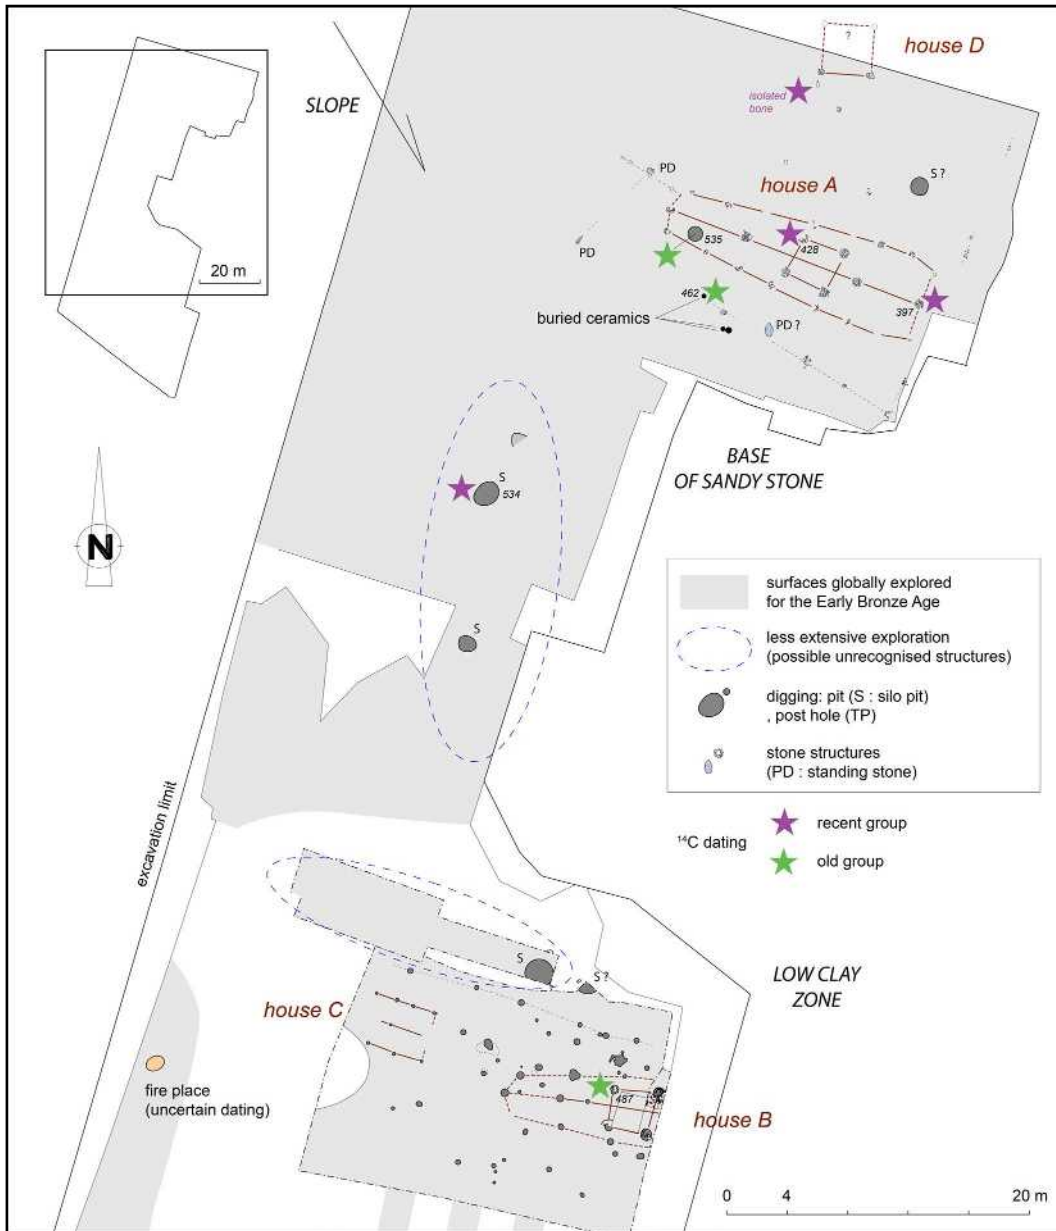 house D
?
SLOPE
isolated
bone
PD
house A
S ?
428
535
PD
462
397
buried ceramics
PD ?
20 m
BASE
OF SANDY STONE
S
534
N
surfaces globally explored
for the Early Bronze Age
less extensive exploration
(possible unrecognised structures)
S
digging: pit (S : silo pit)
, post hole (TP)
stone structures
(PD : standing stone)
excavation limit
recent group
¹⁴C dating
old group
S
S ?
LOW CLAY
ZONE
house C
fire place
(uncertain dating)
487
house B
0 4 20 m